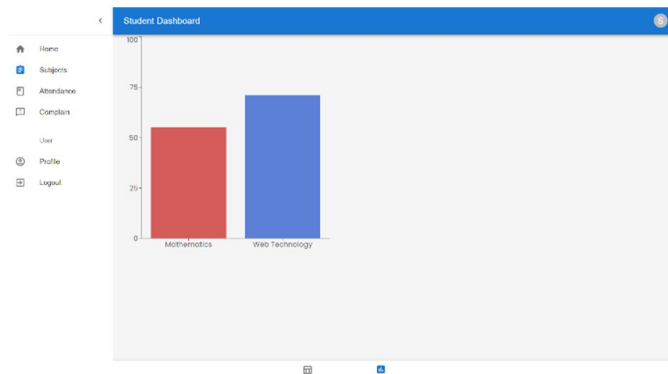 Student Dashboard
S
Home
Subjects
Attendance
Complain
User
Profile
Logout
100
75
50
25
0
Mathematics
Web Technology